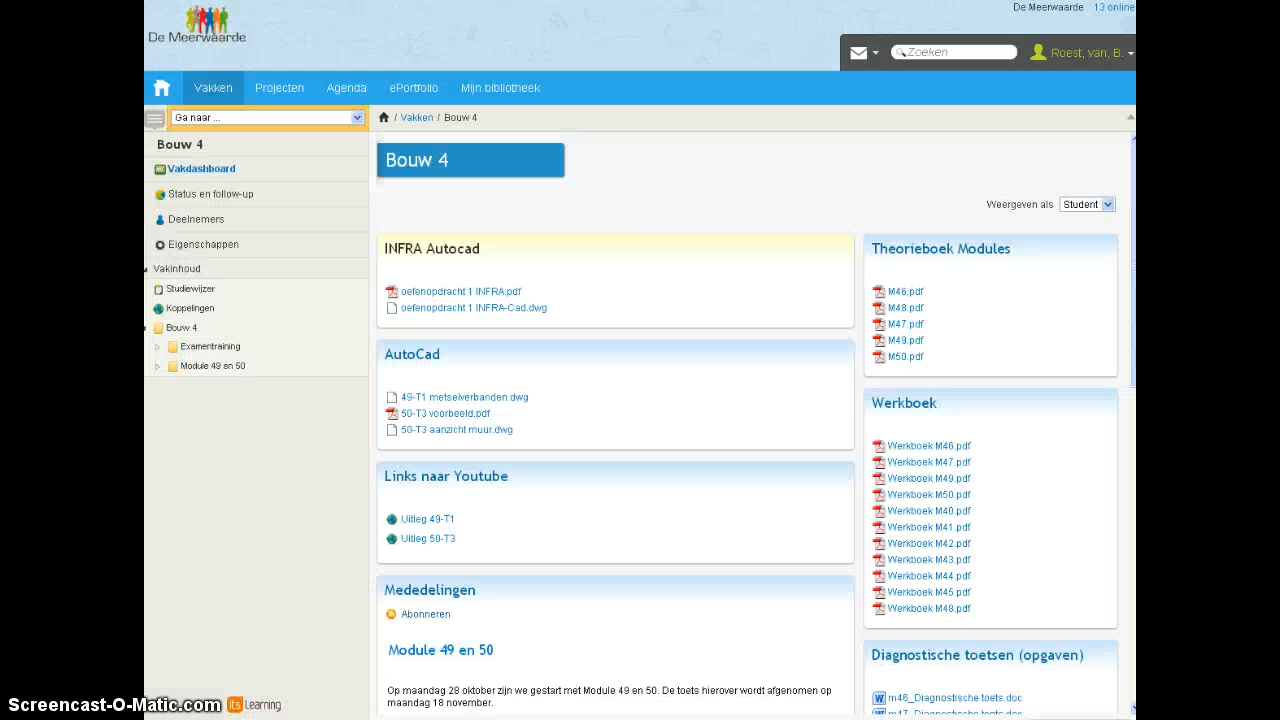 De Meerwaarde
De Meerwaarde 13 online
Zoeken
Roest, van, B.
Vakken Projecten Agenda ePortfolio Mijn bibliotheek
Ga naar ...
/ Vakken / Bouw 4
Bouw 4
Vakdashboard
Status en follow-up
Deelnemers
Eigenschappen
Vakinhoud
Studiewijzer
Koppelingen
Bouw 4
Examentraining
Module 49 en 50
Bouw 4
Weergeven als Student
INFRA Autocad
oefenopdracht 1 INFRA.pdf
oefenopdracht 1 INFRA-Cad.dwg
AutoCad
49-T1 metselverbanden.dwg
50-T3 voorbeeld.pdf
50-T3 aanzicht muur.dwg
Links naar Youtube
Uitleg 49-T1
Uitleg 50-T3
Mededelingen
Abonneren
Module 49 en 50
Op maandag 28 oktober zijn we gestart met Module 49 en 50. De toets hierover wordt afgenomen op
maandag 18 november.
Theorieboek Modules
M46.pdf
M48.pdf
M47.pdf
M49.pdf
M50.pdf
Werkboek
Werkboek M46.pdf
Werkboek M47.pdf
Werkboek M49.pdf
Werkboek M50.pdf
Werkboek M40.pdf
Werkboek M41.pdf
Werkboek M42.pdf
Werkboek M43.pdf
Werkboek M44.pdf
Werkboek M45.pdf
Werkboek M48.pdf
Diagnostische toetsen (opgaven)
m46_Diagnostische toets.doc
m47_Diagnostische toets.doc
Screencast-O-Matic.com its Learning